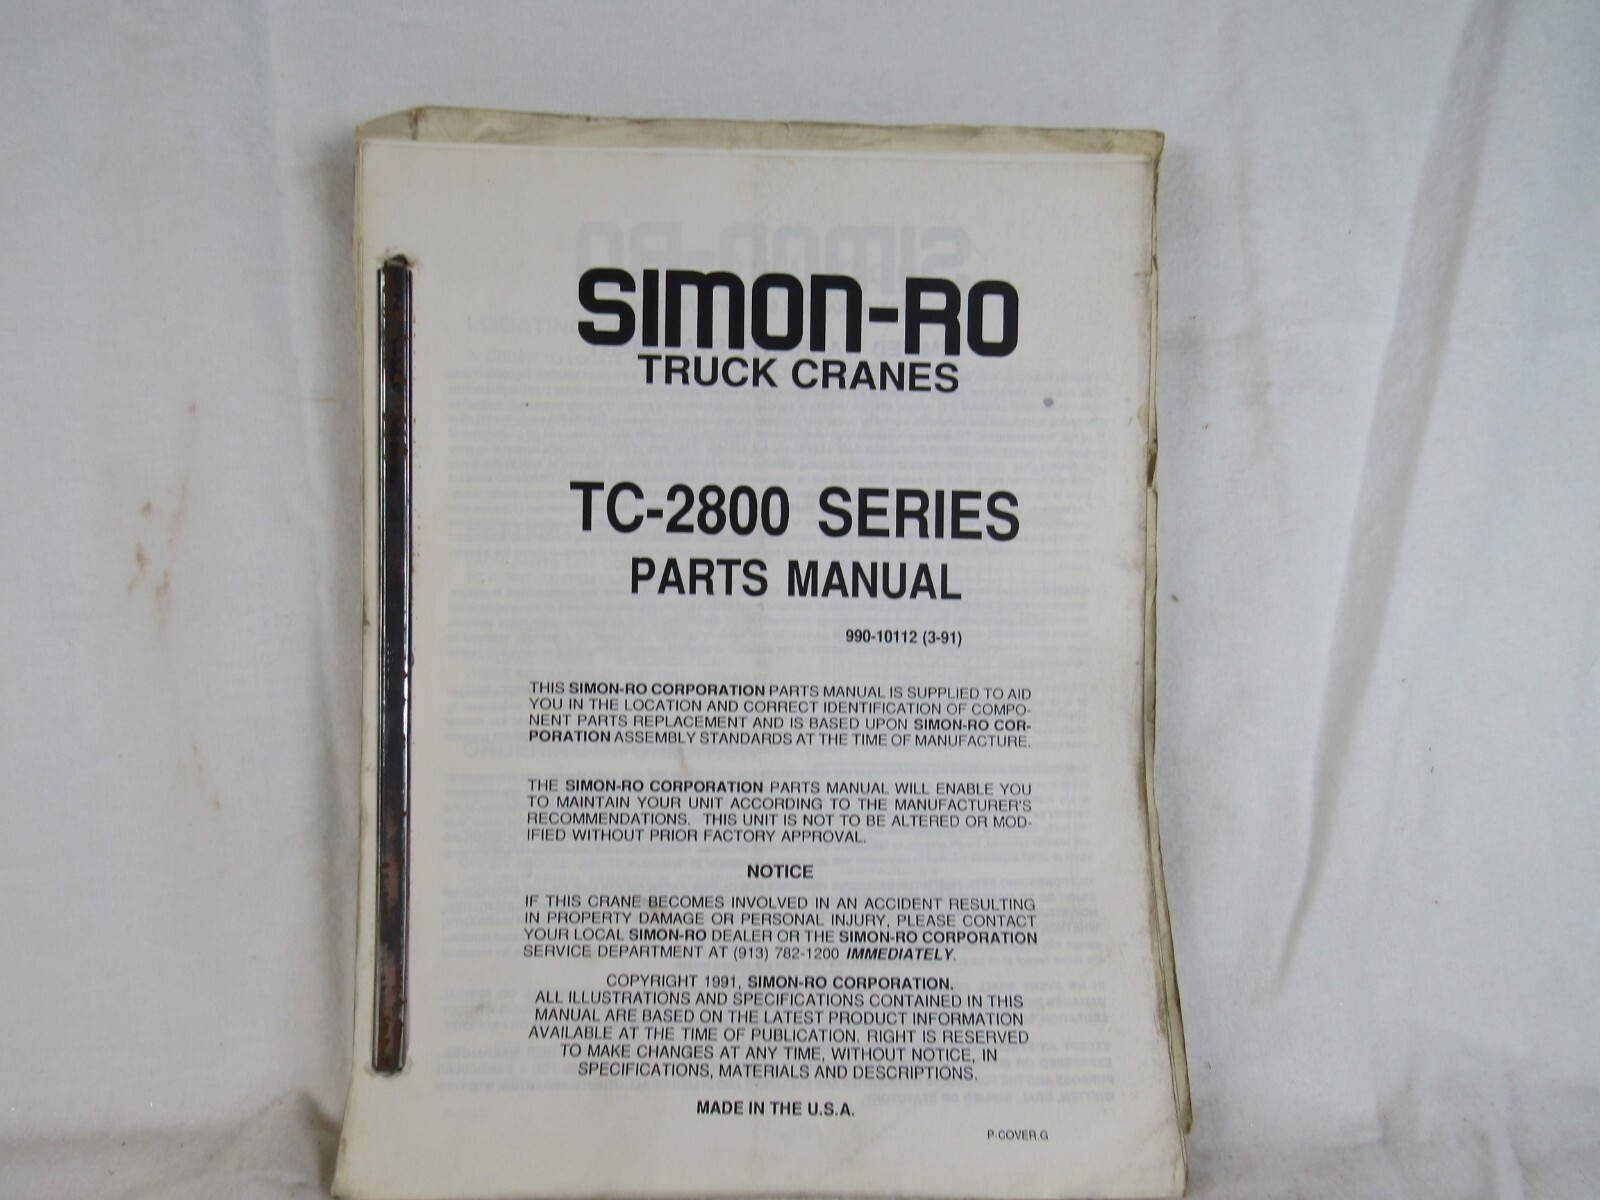 SIMON-RO
TRUCK CRANES
TC-2800 SERIES
PARTS MANUAL
990-10112 (3-91)
THIS SIMON-RO CORPORATION PARTS MANUAL IS SUPPLIED TO AID
YOU IN THE LOCATION AND CORRECT IDENTIFICATION OF COMPO-
NENT PARTS REPLACEMENT AND IS BASED UPON SIMON-RO COR-
PORATION ASSEMBLY STANDARDS AT THE TIME OF MANUFACTURE.
THE SIMON-RO CORPORATION PARTS MANUAL WILL ENABLE YOU
TO MAINTAIN YOUR UNIT ACCORDING TO THE MANUFACTURER'S
RECOMMENDATIONS. THIS UNIT IS NOT TO BE ALTERED OR MOD-
IFIED WITHOUT PRIOR FACTORY APPROVAL.
NOTICE
IF THIS CRANE BECOMES INVOLVED IN AN ACCIDENT RESULTING
IN PROPERTY DAMAGE OR PERSONAL INJURY, PLEASE CONTACT
YOUR LOCAL SIMON-RO DEALER OR THE SIMON-RO CORPORATION
SERVICE DEPARTMENT AT (913) 782-1200 IMMEDIATELY.
COPYRIGHT 1991, SIMON-RO CORPORATION.
ALL ILLUSTRATIONS AND SPECIFICATIONS CONTAINED IN THIS
MANUAL ARE BASED ON THE LATEST PRODUCT INFORMATION
AVAILABLE AT THE TIME OF PUBLICATION. RIGHT IS RESERVED
TO MAKE CHANGES AT ANY TIME, WITHOUT NOTICE, IN
SPECIFICATIONS, MATERIALS AND DESCRIPTIONS.
MADE IN THE U.S.A.
P-COVER.G